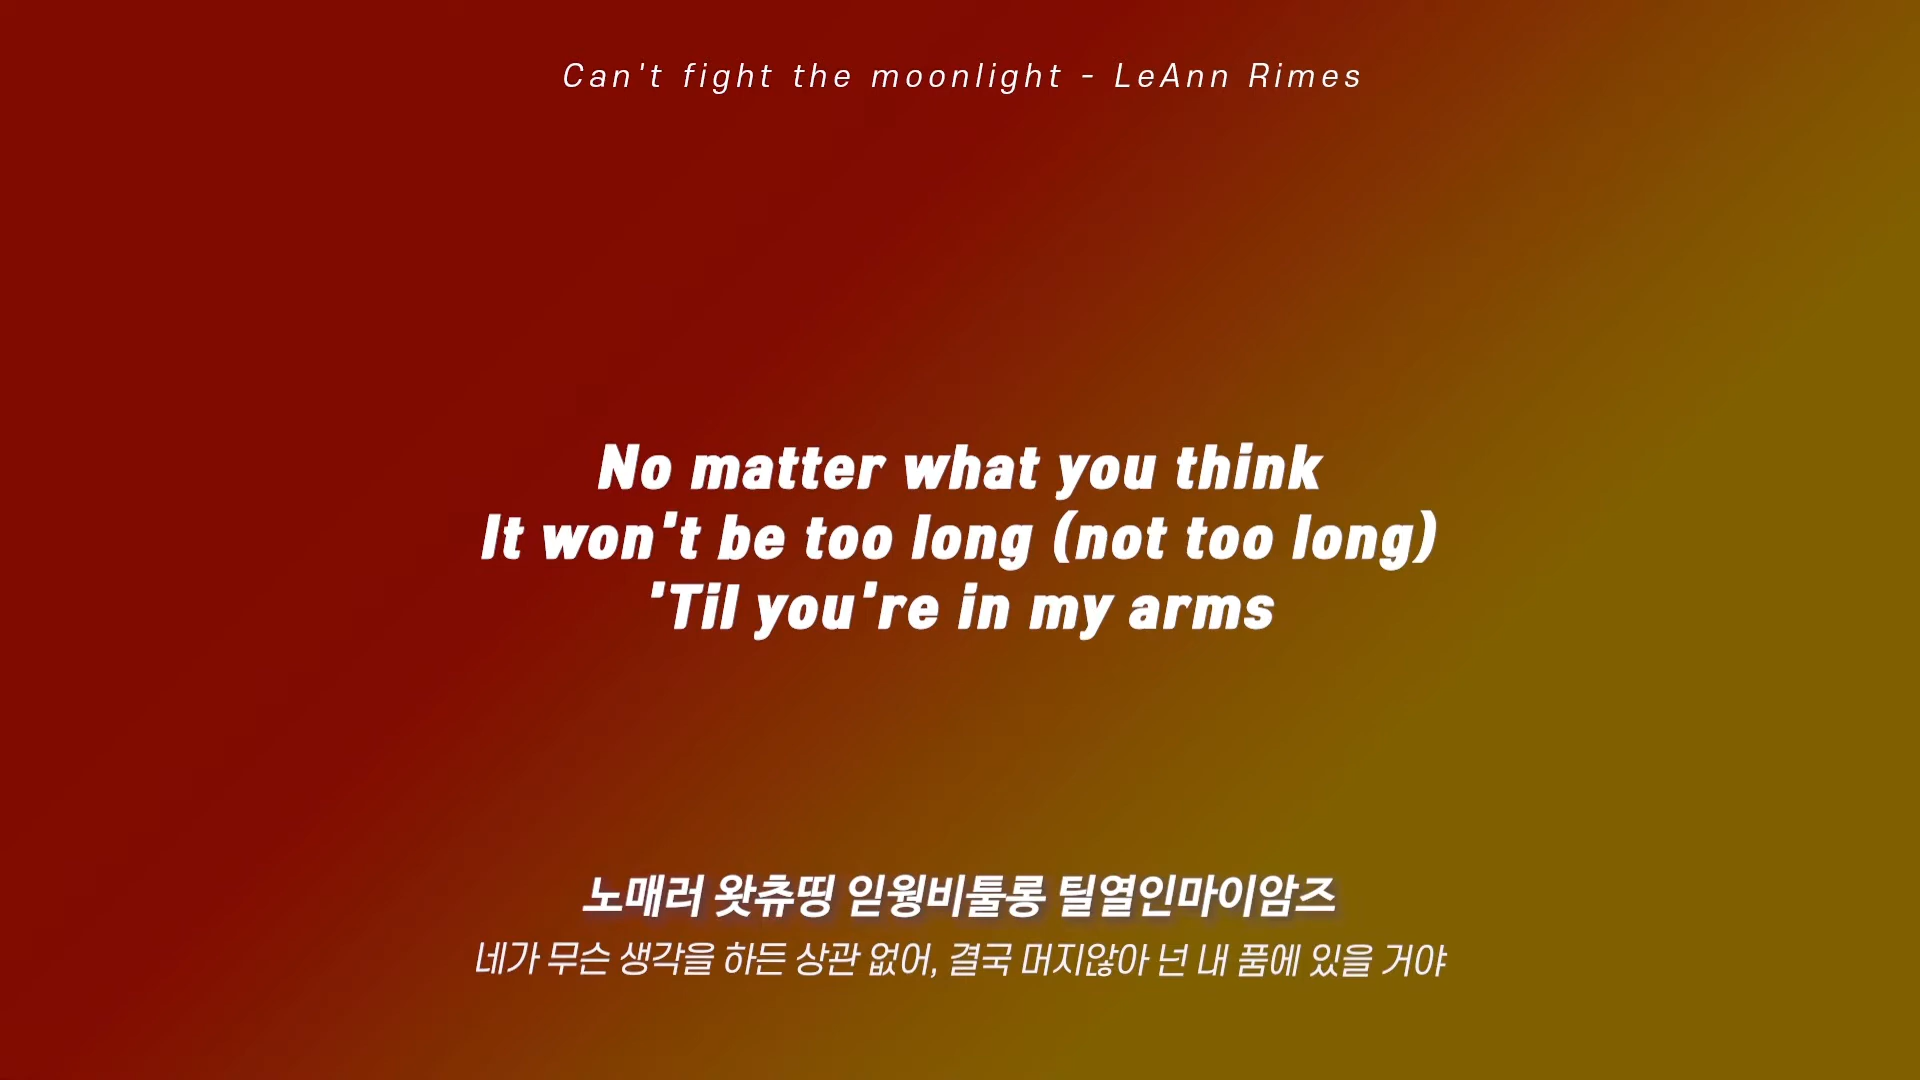 Can't fight the moonlight - LeAnn Rimes
No matter what you think
It won't be too long (not too long)
'Til you're in my arms
노매러 왓츄띵 읻웡비툴롱 틸열인마이암즈
네가 무슨 생각을 하든 상관 없어, 결국 머지않아 넌 내 품에 있을 거야